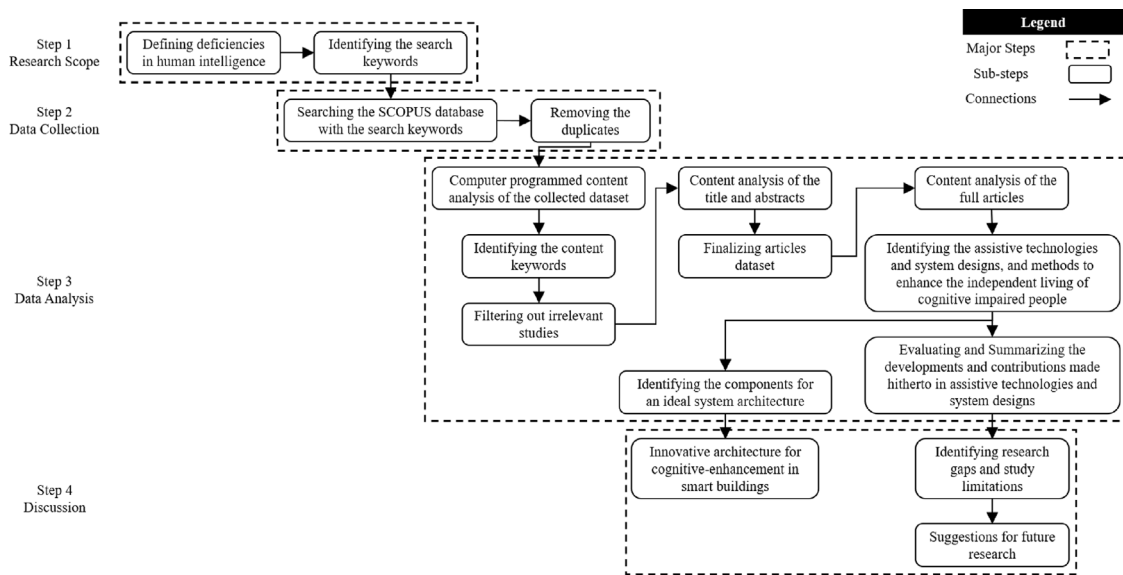 Legend
Major Steps
Sub-steps
Connections
Step 1
Research Scope
Defining deficiencies
in human intelligence
Identifying the search
keywords
Step 2
Data Collection
Searching the SCOPUS database
with the search keywords
Removing the
duplicates
Step 3
Data Analysis
Computer programmed content
analysis of the collected dataset
Identifying the content
keywords
Filtering out irrelevant
studies
Content analysis of the
title and abstracts
Finalizing articles
dataset
Content analysis of the
full articles
Identifying the assistive technologies
and system designs, and methods to
enhance the independent living of
cognitive impaired people
Identifying the components for
an ideal system architecture
Evaluating and Summarizing the
developments and contributions made
hitherto in assistive technologies and
system designs
Step 4
Discussion
Innovative architecture for
cognitive-enhancement in
smart buildings
Identifying research
gaps and study
limitations
Suggestions for future
research